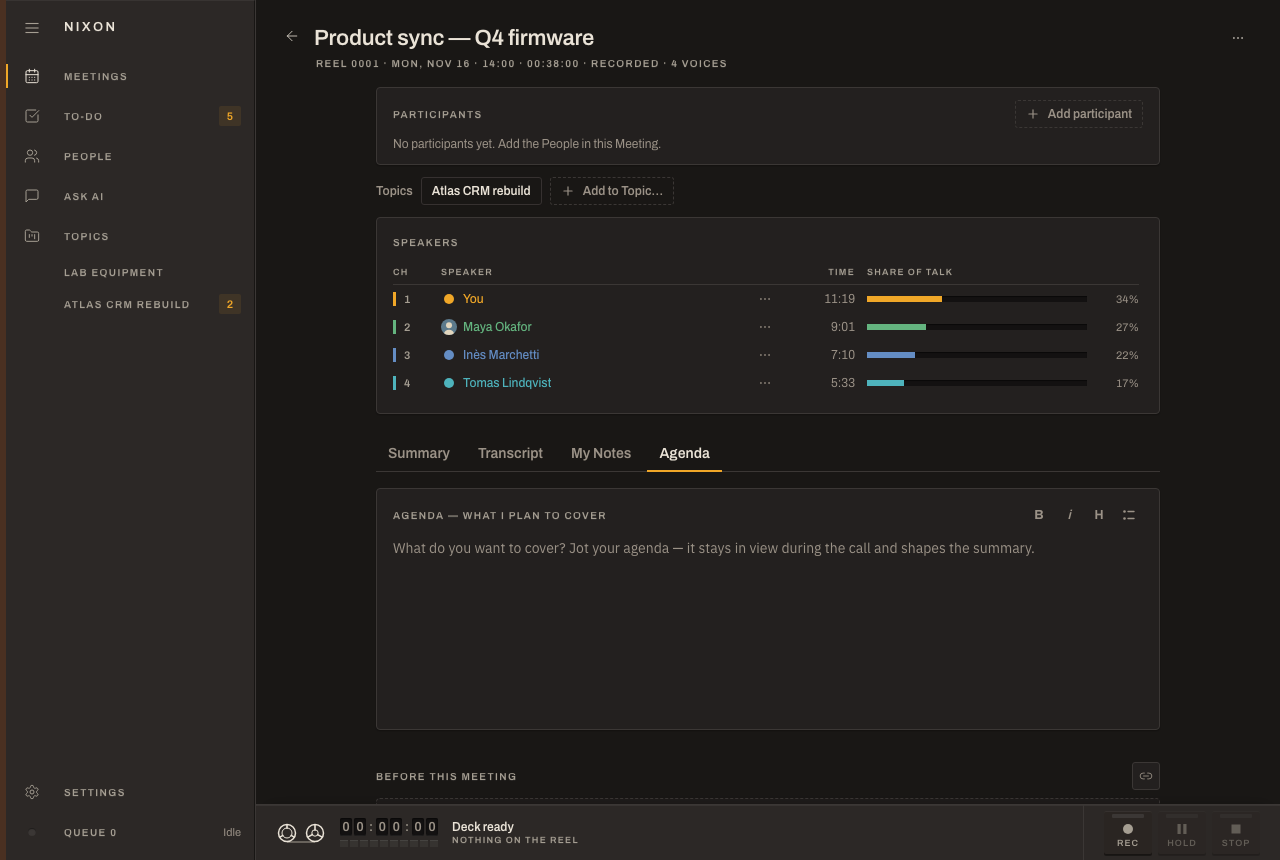 NIXON
MEETINGS
TO-DO 5
PEOPLE
ASK AI
TOPICS
LAB EQUIPMENT
ATLAS CRM REBUILD 2
SETTINGS
QUEUE 0 Idle
Product sync — Q4 firmware
REEL 0001 · MON, NOV 16 · 14:00 · 00:38:00 · RECORDED · 4 VOICES
PARTICIPANTS Add participant
No participants yet. Add the People in this Meeting.
Topics Atlas CRM rebuild Add to Topic...
SPEAKERS
CH SPEAKER TIME SHARE OF TALK
1 You 11:19 34%
2 Maya Okafor 9:01 27%
3 Inès Marchetti 7:10 22%
4 Tomas Lindqvist 5:33 17%
Summary Transcript My Notes Agenda
AGENDA — WHAT I PLAN TO COVER B i H
What do you want to cover? Jot your agenda — it stays in view during the call and shapes the summary.
BEFORE THIS MEETING
00:00:00 Deck ready
NOTHING ON THE REEL
REC HOLD STOP